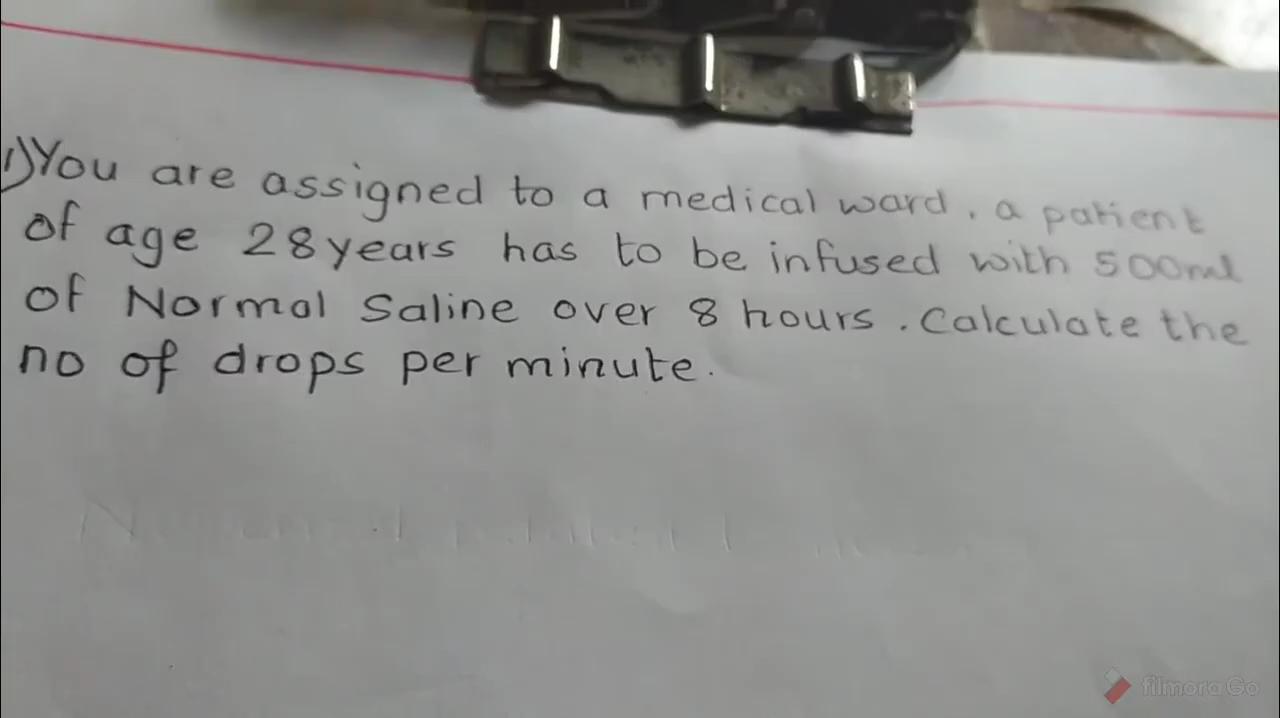 1) You are assigned to a medical ward, a patient
of age 28 years has to be infused with 500ml
of Normal Saline over 8 hours. Calculate the
no of drops per minute.
filmora Go